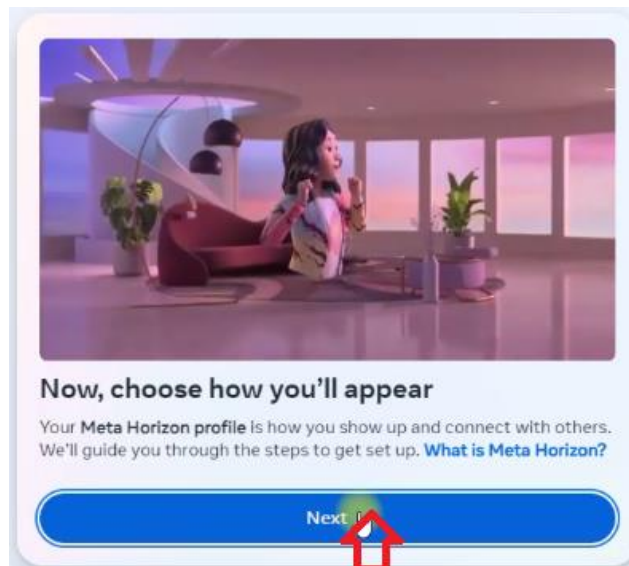 Now, choose how you'll appear
Your Meta Horizon profile is how you show up and connect with others.
We'll guide you through the steps to get set up. What is Meta Horizon?
Next